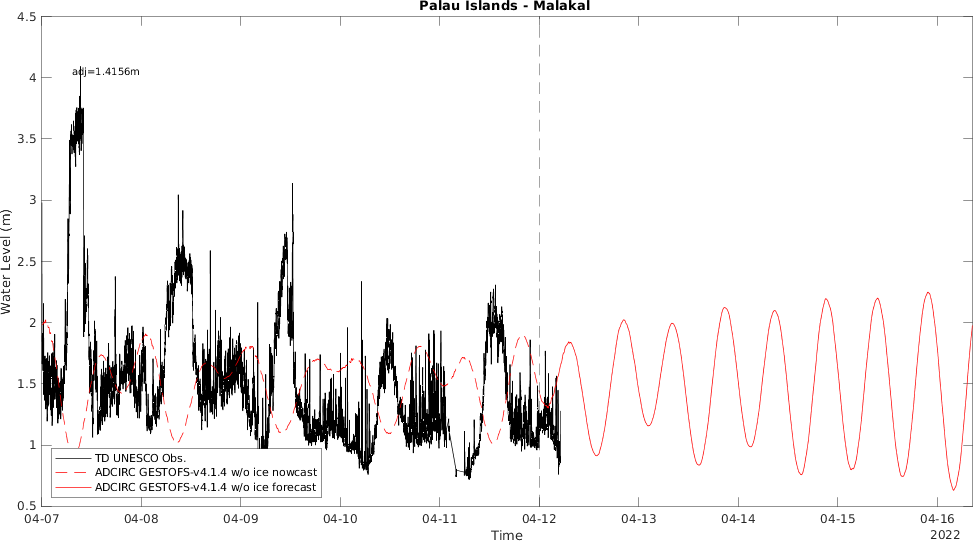 Palau Islands - Malakal
4.5
4
3.5
3
2.5
2
1.5
1
0.5
Water Level (m)
adj=1.4156m
TD UNESCO Obs.
ADCIRC GESTOFS-v4.1.4 w/o ice nowcast
ADCIRC GESTOFS-v4.1.4 w/o ice forecast
04-07 04-08 04-09 04-10 04-11 04-12 04-13 04-14 04-15 04-16
2022
Time